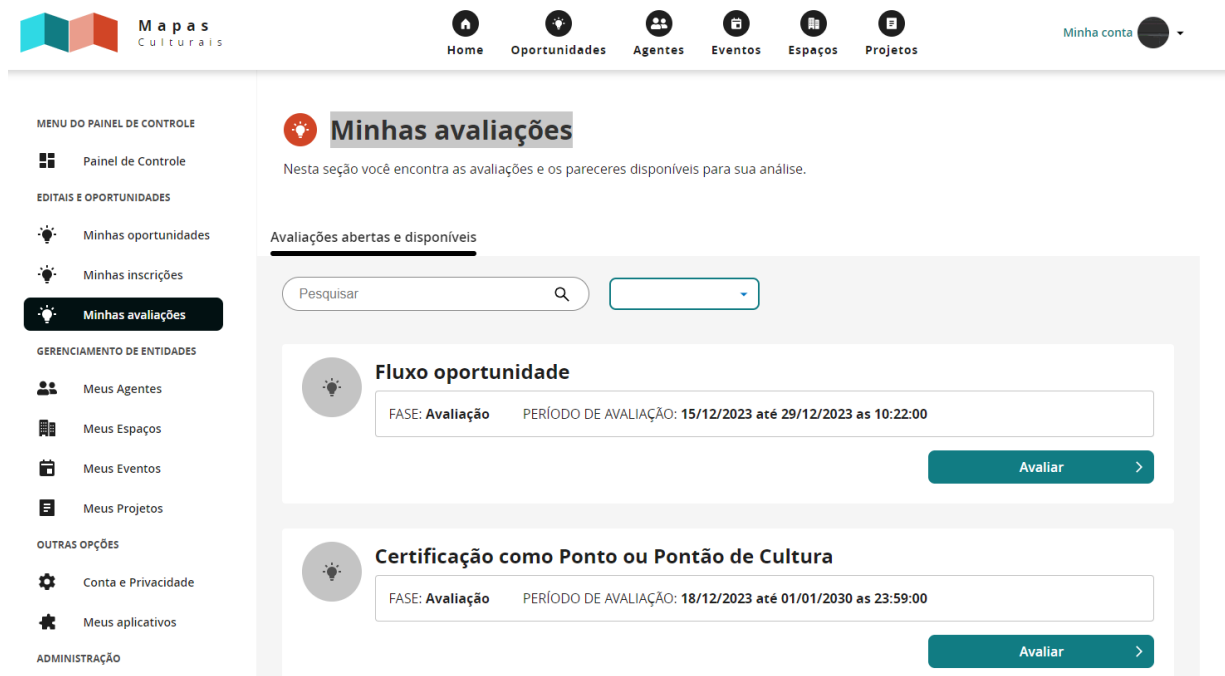 Mapas
Culturais
Home
Oportunidades
Agentes
Eventos
Espaços
Projetos
Minha conta
MENU DO PAINEL DE CONTROLE
Painel de Controle
EDITAIS E OPORTUNIDADES
Minhas oportunidades
Minhas inscrições
Minhas avaliações
GERENCIAMENTO DE ENTIDADES
Meus Agentes
Meus Espaços
Meus Eventos
Meus Projetos
OUTRAS OPÇÕES
Conta e Privacidade
Meus aplicativos
ADMINISTRAÇÃO
Minhas avaliações
Nesta seção você encontra as avaliações e os pareceres disponíveis para sua análise.
Avaliações abertas e disponíveis
Pesquisar
Fluxo oportunidade
FASE: Avaliação PERÍODO DE AVALIAÇÃO: 15/12/2023 até 29/12/2023 as 10:22:00
Avaliar
Certificação como Ponto ou Pontão de Cultura
FASE: Avaliação PERÍODO DE AVALIAÇÃO: 18/12/2023 até 01/01/2030 as 23:59:00
Avaliar